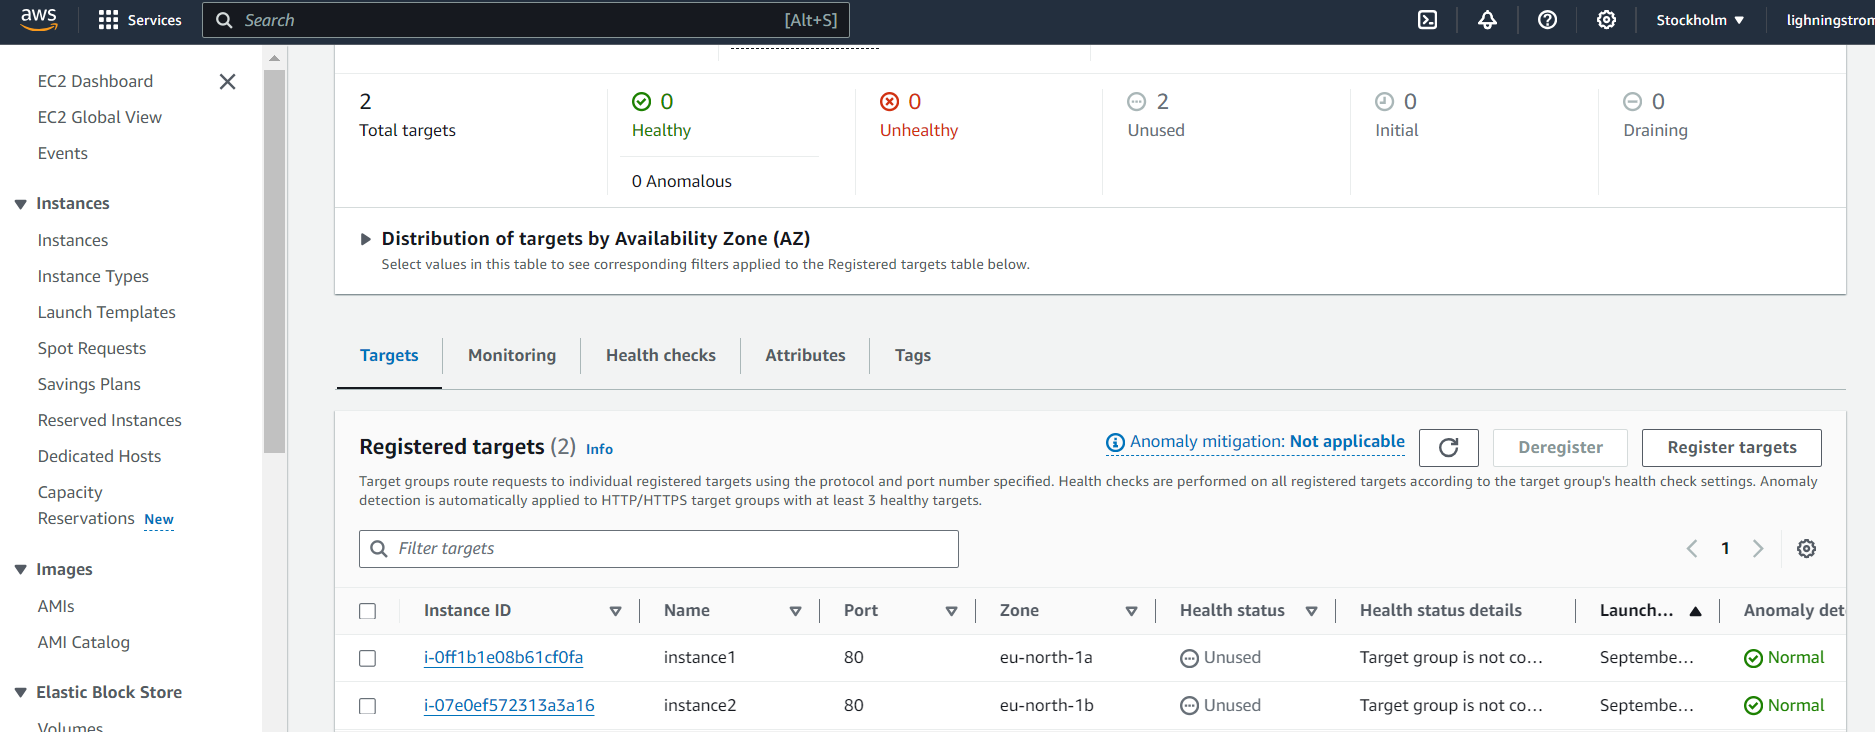 aws
Services
Search [Alt+S]
Stockholm
lighningstrom
EC2 Dashboard
EC2 Global View
Events
Instances
Instances
Instance Types
Launch Templates
Spot Requests
Savings Plans
Reserved Instances
Dedicated Hosts
Capacity
Reservations New
Images
AMIs
AMI Catalog
Elastic Block Store
Volumes
2
Total targets
0
Healthy
0 Anomalous
0
Unhealthy
2
Unused
0
Initial
0
Draining
Distribution of targets by Availability Zone (AZ)
Select values in this table to see corresponding filters applied to the Registered targets table below.
Targets Monitoring Health checks Attributes Tags
Registered targets (2) Info
Anomaly mitigation: Not applicable
Deregister
Register targets
Target groups route requests to individual registered targets using the protocol and port number specified. Health checks are performed on all registered targets according to the target group's health check settings. Anomaly
detection is automatically applied to HTTP/HTTPS target groups with at least 3 healthy targets.
Filter targets
1
Instance ID Name Port Zone Health status Health status details Launch... Anomaly det
i-0ff1b1e08b61cf0fa instance1 80 eu-north-1a Unused Target group is not co... Septembe... Normal
i-07e0ef572313a3a16 instance2 80 eu-north-1b Unused Target group is not co... Septembe... Normal